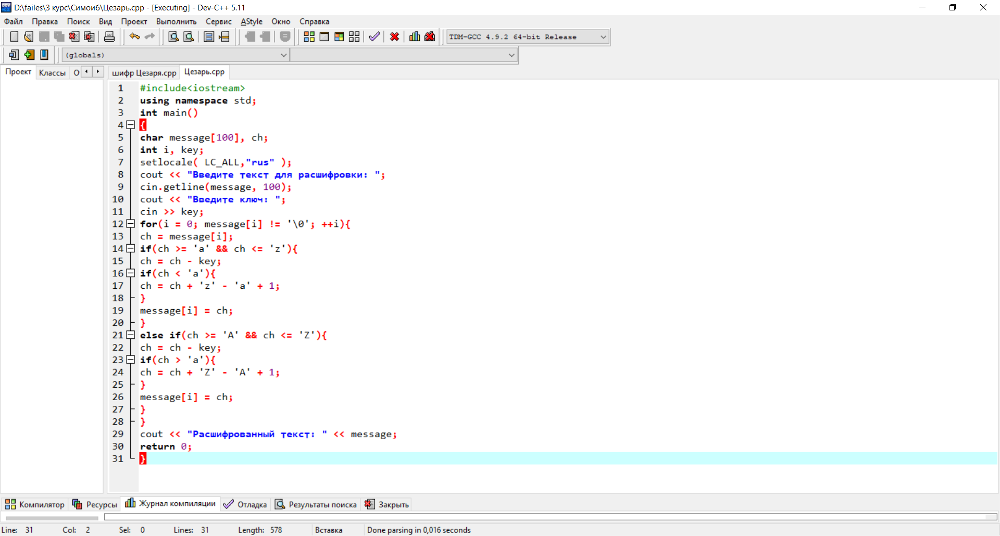 D:\failes\3 курс\Симоиб\Цезарь.cpp - [Executing] - Dev-C++ 5.11
Файл Правка Поиск Вид Проект Выполнить Сервис AStyle Окно Справка
TDM-GCC 4.9.2 64-bit Release
(globals)
Проект Классы О шифр Цезаря.cpp Цезарь.cpp
1 #include<iostream>
2 using namespace std;
3 int main()
4 {
5 char message[100], ch;
6 int i, key;
7 setlocale( LC_ALL,"rus" );
8 cout << "Введите текст для расшифровки: ";
9 cin.getline(message, 100);
10 cout << "Введите ключ: ";
11 cin >> key;
12 for(i = 0; message[i] != '\0'; ++i){
13 ch = message[i];
14 if(ch >= 'a' && ch <= 'z'){
15 ch = ch - key;
16 if(ch < 'a'){
17 ch = ch + 'z' - 'a' + 1;
18 }
19 message[i] = ch;
20 }
21 else if(ch >= 'A' && ch <= 'Z'){
22 ch = ch - key;
23 if(ch > 'a'){
24 ch = ch + 'Z' - 'A' + 1;
25 }
26 message[i] = ch;
27 }
28 }
29 cout << "Расшифрованный текст: " << message;
30 return 0;
31 }
Компилятор Ресурсы Журнал компиляции Отладка Результаты поиска Закрыть
Line: 31 Col: 2 Sel: 0 Lines: 31 Length: 578 Вставка Done parsing in 0,016 seconds